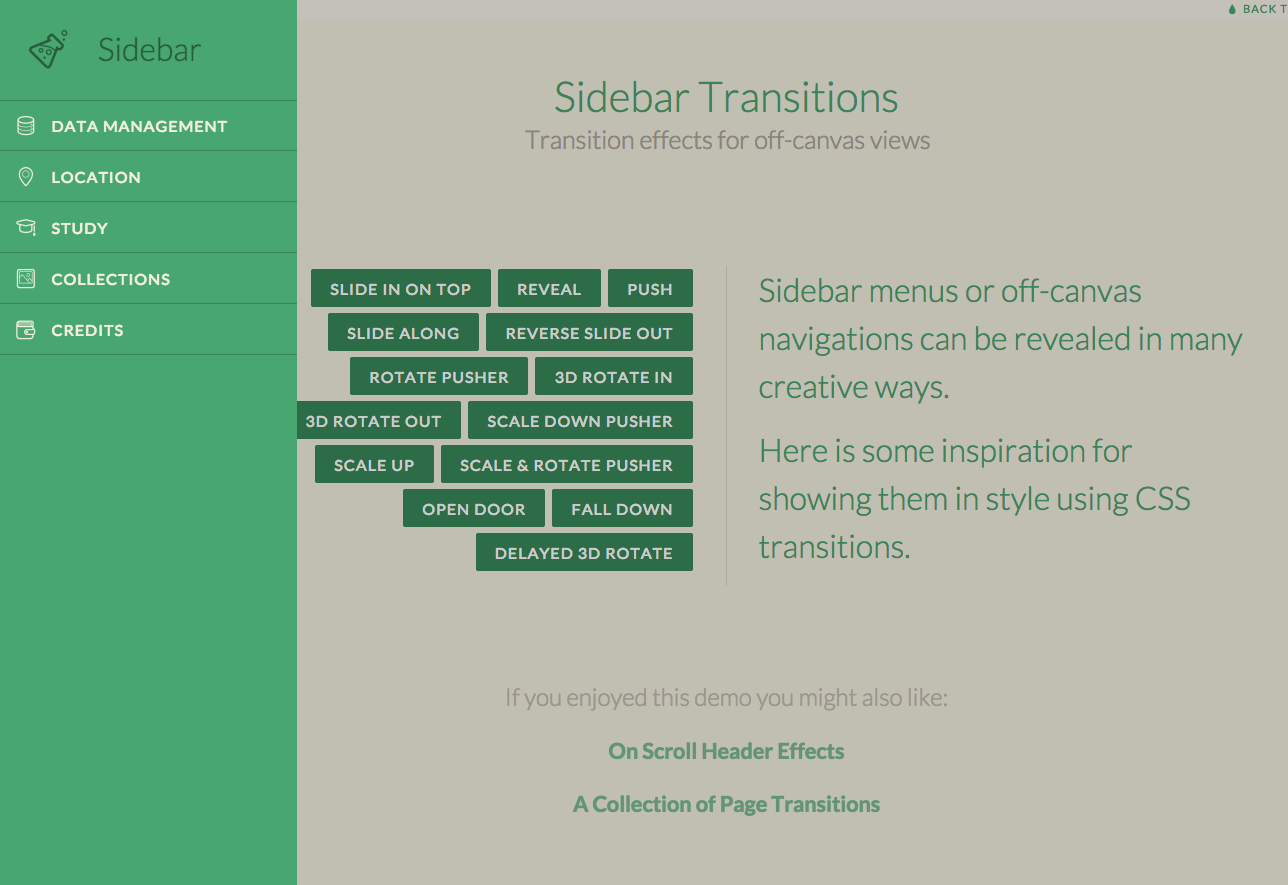 Sidebar
DATA MANAGEMENT
LOCATION
STUDY
COLLECTIONS
CREDITS
BACK T
Sidebar Transitions
Transition effects for off-canvas views
SLIDE IN ON TOP REVEAL PUSH
SLIDE ALONG REVERSE SLIDE OUT
ROTATE PUSHER 3D ROTATE IN
3D ROTATE OUT SCALE DOWN PUSHER
SCALE UP SCALE & ROTATE PUSHER
OPEN DOOR FALL DOWN
DELAYED 3D ROTATE
Sidebar menus or off-canvas
navigations can be revealed in many
creative ways.
Here is some inspiration for
showing them in style using CSS
transitions.
If you enjoyed this demo you might also like:
On Scroll Header Effects
A Collection of Page Transitions